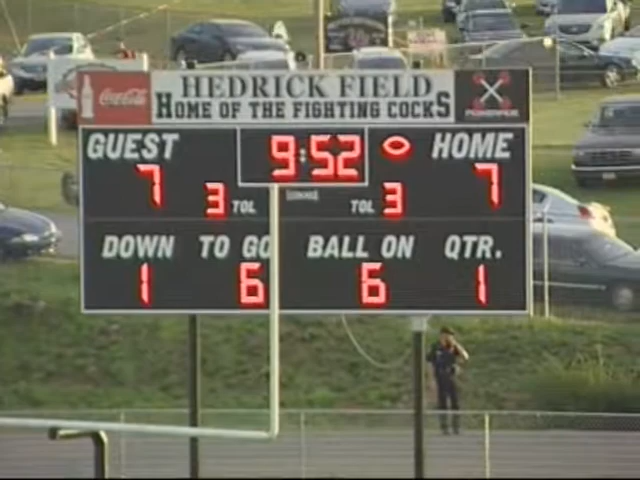 HEDRICK FIELD
Coca-Cola
HOME OF THE FIGHTING COCKS
POWERADE
GUEST 9:52 HOME
7 3 TOL TOL 3 7
DOWN TO GO BALL ON QTR.
1 6 6 1